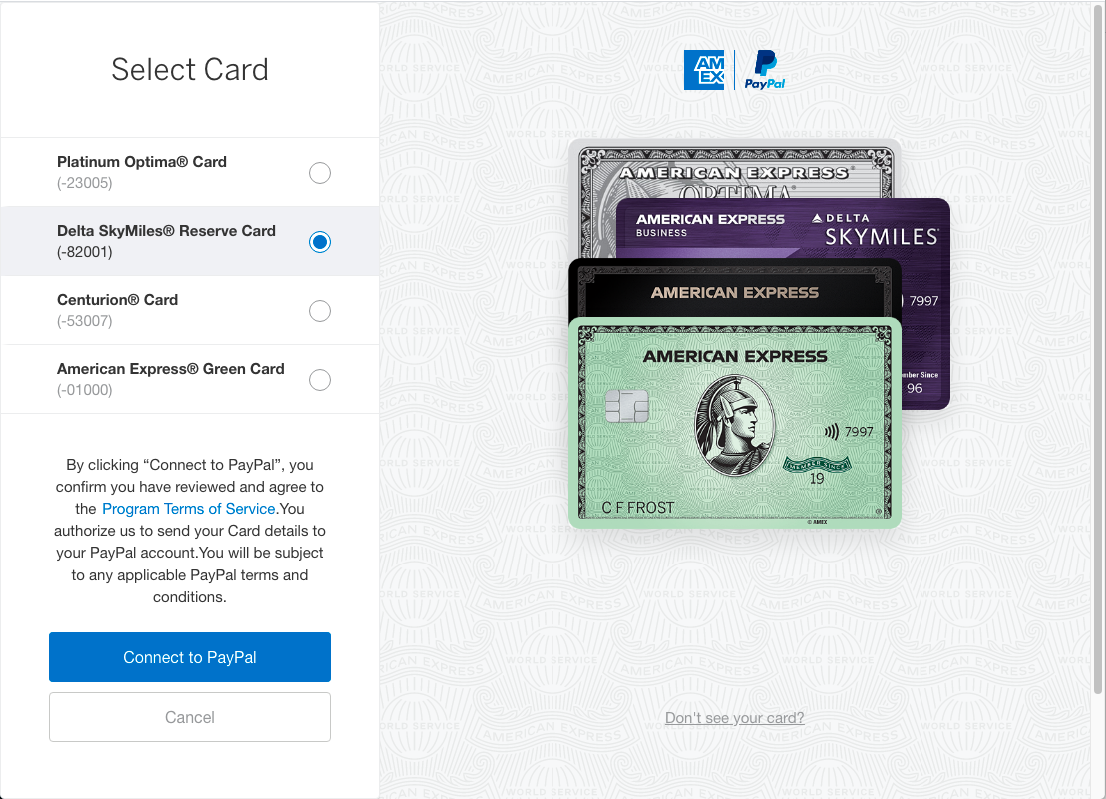 Select Card
Platinum Optima® Card
(-23005)
Delta SkyMiles® Reserve Card
(-82001)
Centurion® Card
(-53007)
American Express® Green Card
(-01000)
By clicking “Connect to PayPal”, you
confirm you have reviewed and agree to
the Program Terms of Service.You
authorize us to send your Card details to
your PayPal account.You will be subject
to any applicable PayPal terms and
conditions.
Connect to PayPal
Cancel
AM
EX
PayPal
AMERICAN EXPRESS®
OPTIMA®
AMERICAN EXPRESS
BUSINESS
DELTA
SKYMILES®
7997
Since
96
AMERICAN EXPRESS
AMERICAN EXPRESS
7997
MEMBER SINCE
19
C F FROST
© AMEX
Don't see your card?